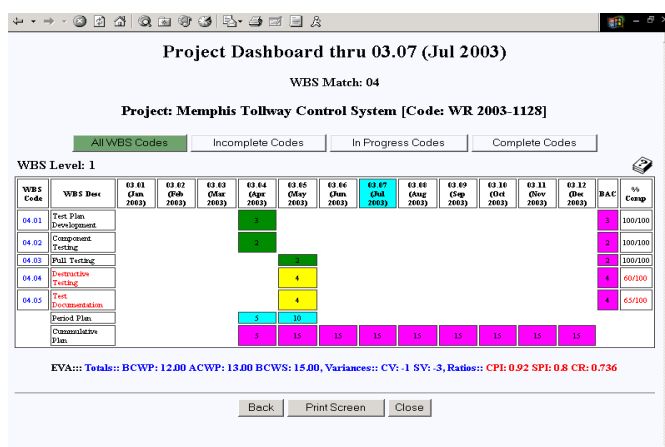 Project Dashboard thru 03.07 (Jul 2003)
WBS Match: 04
Project: Memphis Tollway Control System [Code: WR 2003-1128]
All WBS Codes Incomplete Codes In Progress Codes Complete Codes
WBS Level: 1
WBS Code WBS Desc 03.01 (Jan 2003) 03.02 (Feb 2003) 03.03 (Mar 2003) 03.04 (Apr 2003) 03.05 (May 2003) 03.06 (Jun 2003) 03.07 (Jul 2003) 03.08 (Aug 2003) 03.09 (Sep 2003) 03.10 (Oct 2003) 03.11 (Nov 2003) 03.12 (Dec 2003) BAC % Comp
04.01 Test Plan Development 3 3 100/100
04.02 Component Testing 2 2 100/100
04.03 Full Testing 2 2 100/100
04.04 Destructive Testing 4 4 60/100
04.05 Test Documentation 4 4 65/100
Period Plan 5 10
Cummulative Plan 5 15 15 15 15 15 15 15 15
EVA::: Totals:: BCWP: 12.00 ACWP: 13.00 BCWS: 15.00, Variances:: CV: -1 SV: -3, Ratios:: CPI: 0.92 SPI: 0.8 CR: 0.736
Back Print Screen Close